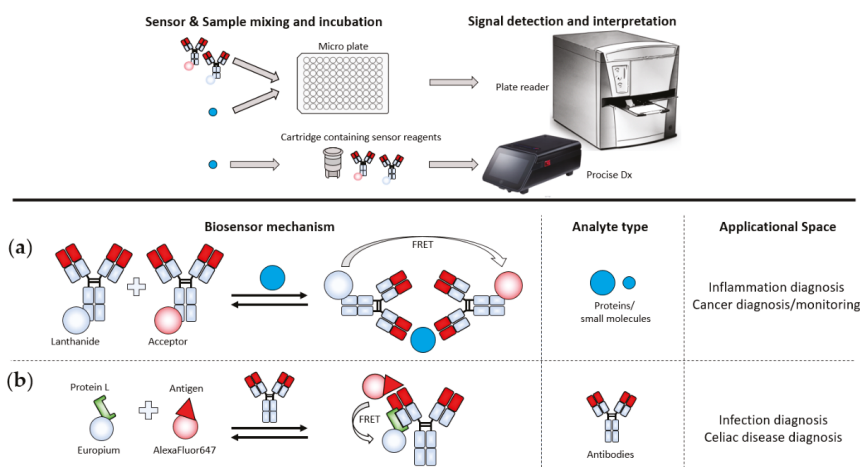 Sensor & Sample mixing and incubation
Signal detection and interpretation
Micro plate
Plate reader
Cartridge containing sensor reagents
Procise Dx
Biosensor mechanism
Analyte type
Applicational Space
(a)
FRET
Lanthanide
Acceptor
Proteins/
small molecules
Inflammation diagnosis
Cancer diagnosis/monitoring
(b)
Protein L
Antigen
FRET
Europium
AlexaFluor647
Antibodies
Infection diagnosis
Celiac disease diagnosis